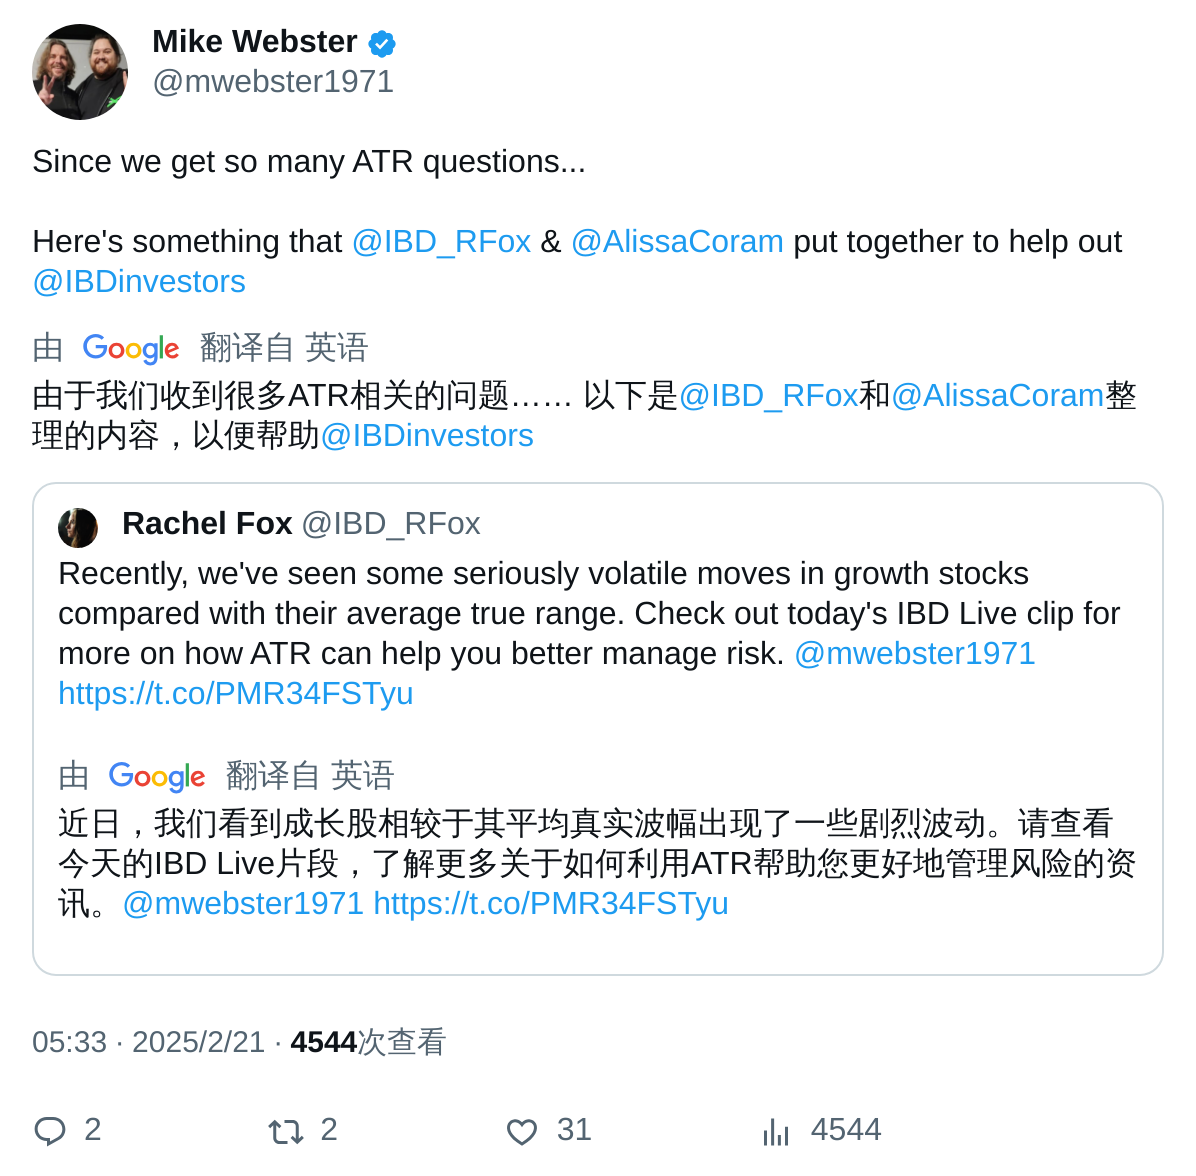 Mike Webster
@mwebster1971
Since we get so many ATR questions...
Here's something that @IBD_RFox & @AlissaCoram put together to help out
@IBDinvestors
由 Google 翻译自 英语
由于我们收到很多ATR相关的问题…… 以下是@IBD_RFox和@AlissaCoram整
理的内容，以便帮助@IBDinvestors
Rachel Fox @IBD_RFox
Recently, we've seen some seriously volatile moves in growth stocks
compared with their average true range. Check out today's IBD Live clip for
more on how ATR can help you better manage risk. @mwebster1971
https://t.co/PMR34FSTyu
由 Google 翻译自 英语
近日，我们看到成长股相较于其平均真实波幅出现了一些剧烈波动。请查看
今天的IBD Live片段，了解更多关于如何利用ATR帮助您更好地管理风险的资
讯。@mwebster1971 https://t.co/PMR34FSTyu
05:33 · 2025/2/21 · 4544次查看
2 2 31 4544